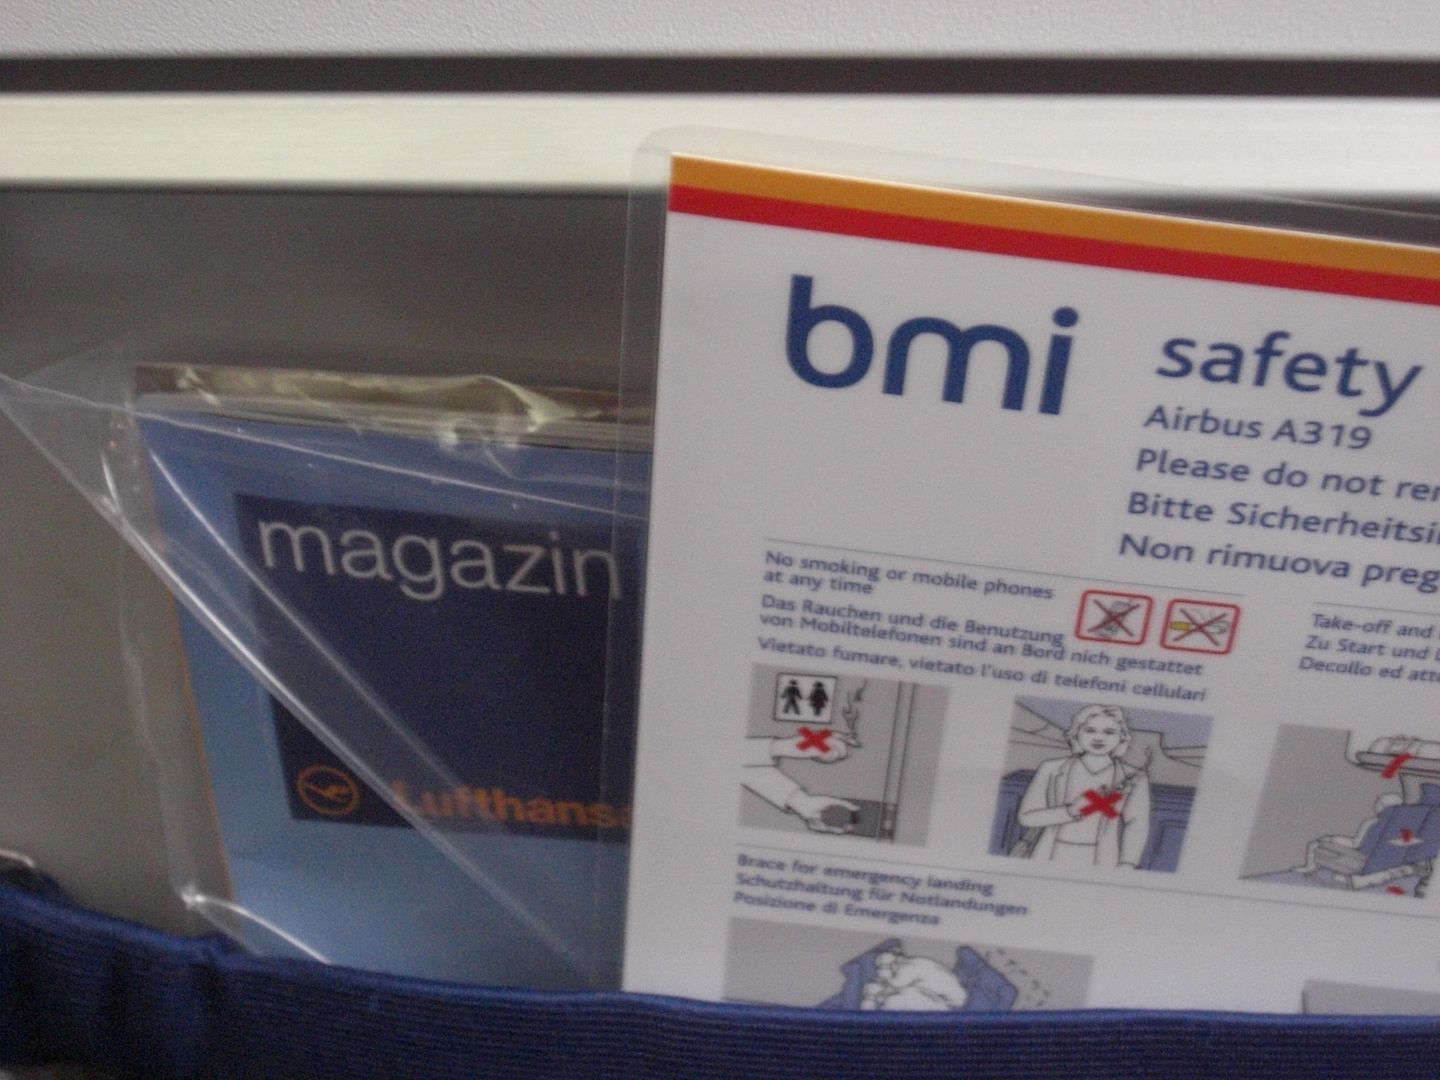 magazin
Lufthansa
bmi
safety
Airbus A319
Please do not
Bitte
Non rimuova
No smoking or mobile phones
at any time
Das Rauchen und die Benutzung
von Mobiltelefonen sind an Bord nich gestattet
Vietato fumare, vietato l'uso di telefoni cellulari
Take-off and
Zu Start und
Decollo ed
Brace for emergency landing
Schutzhaltung für Notlandungen
Posizione di Emergenza